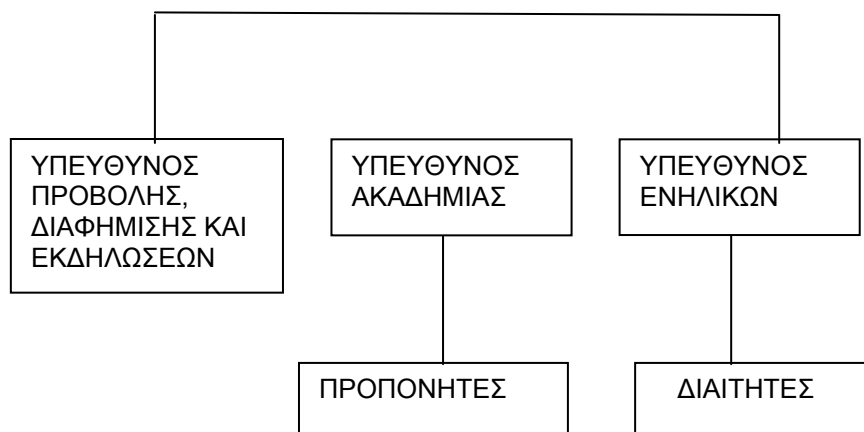 ΥΠΕΥΘΥΝΟΣ
ΠΡΟΒΟΛΗΣ,
ΔΙΑΦΗΜΙΣΗΣ ΚΑΙ
ΕΚΔΗΛΩΣΕΩΝ
ΥΠΕΥΘΥΝΟΣ
ΑΚΑΔΗΜΙΑΣ
ΥΠΕΥΘΥΝΟΣ
ΕΝΗΛΙΚΩΝ
ΠΡΟΠΟΝΗΤΕΣ
ΔΙΑΙΤΗΤΕΣ